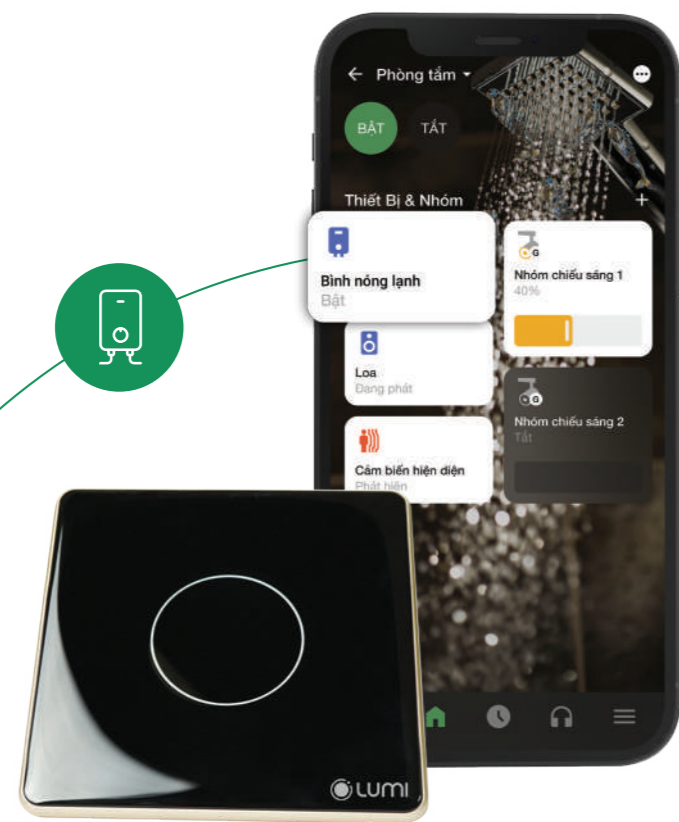 Phòng tắm
BẬT TẮT
Thiết Bị & Nhóm
Bình nóng lạnh
Bật
G
Nhóm chiếu sáng 1
40%
Loa
Đang phát
G
Nhóm chiếu sáng 2
Tắt
Cảm biến hiện diện
Phát hiện
LUMI